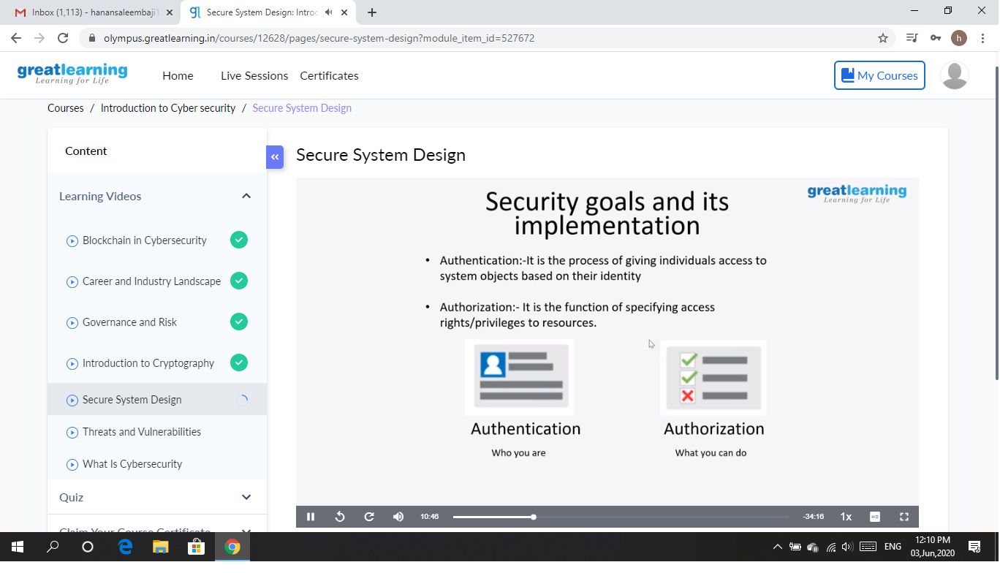 Inbox (1,113) - hanansaleembaji1
Secure System Design: Introd
olympus.greatlearning.in/courses/12628/pages/secure-system-design?module_item_id=527672
h
greatlearning
Learning for Life
Home
Live Sessions
Certificates
My Courses
Courses / Introduction to Cyber security / Secure System Design
Content
Learning Videos
Blockchain in Cybersecurity
Career and Industry Landscape
Governance and Risk
Introduction to Cryptography
Secure System Design
Threats and Vulnerabilities
What Is Cybersecurity
Quiz
Claim Your Course Certificate
Secure System Design
greatlearning
Learning for Life
Security goals and its
implementation
• Authentication:-It is the process of giving individuals access to
system objects based on their identity
• Authorization:- It is the function of specifying access
rights/privileges to resources.
Authentication
Who you are
Authorization
What you can do
10:46
-34:16
1x
HD
ENG
12:10 PM
03,Jun,2020